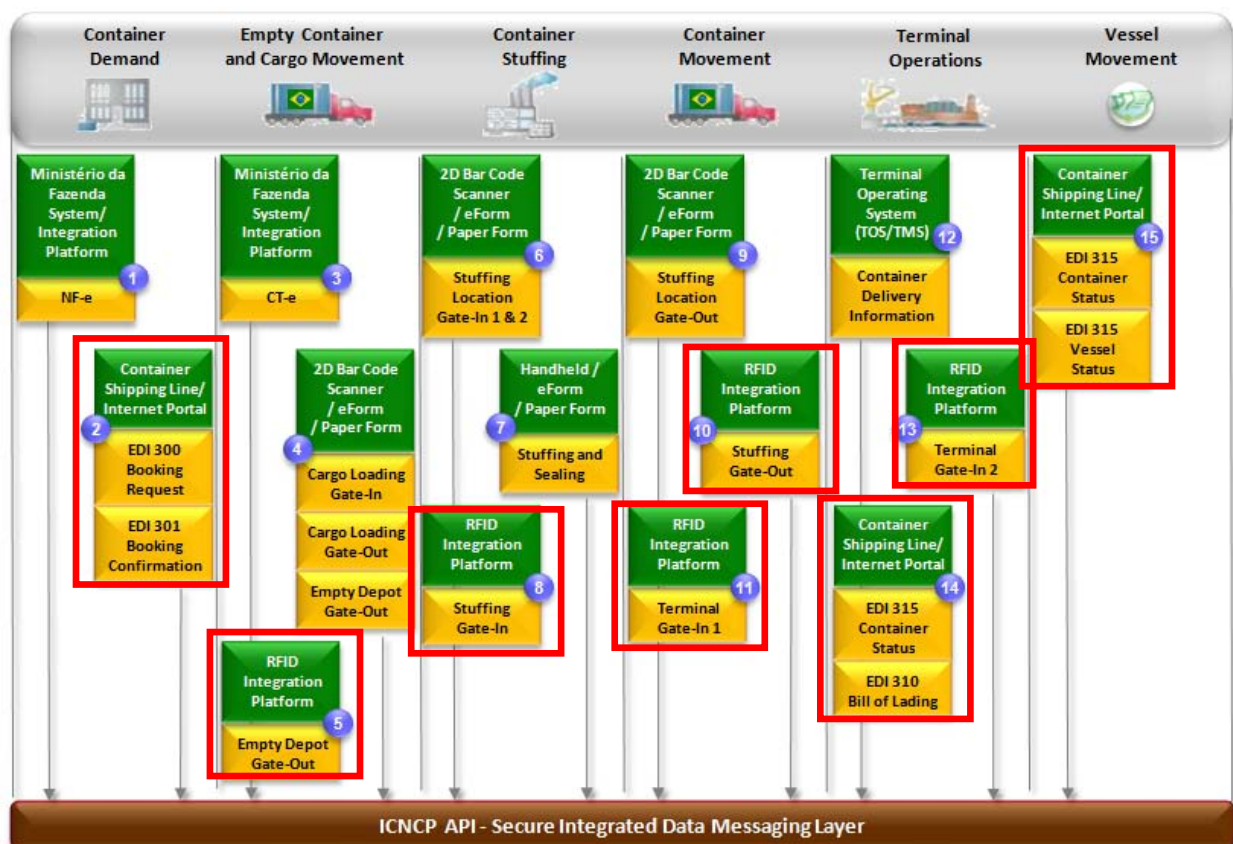 Container
Demand
Empty Container
and Cargo Movement
Container
Stuffing
Container
Movement
Terminal
Operations
Vessel
Movement
Ministério da
Fazenda
System/
Integration
Platform
1
NF-e
Container
Shipping Line/
Internet Portal
2
EDI 300
Booking
Request
EDI 301
Booking
Confirmation
Ministério da
Fazenda
System/
Integration
Platform
3
CT-e
2D Bar Code
Scanner
/ eForm
/ Paper Form
4
Cargo Loading
Gate-In
Cargo Loading
Gate-Out
Empty Depot
Gate-Out
RFID
Integration
Platform
5
Empty Depot
Gate-Out
2D Bar Code
Scanner
/ eForm
/ Paper Form
6
Stuffing
Location
Gate-In 1 & 2
Handheld /
eForm
/ Paper Form
7
Stuffing and
Sealing
RFID
Integration
Platform
8
Stuffing
Gate-In
2D Bar Code
Scanner
/ eForm
/ Paper Form
9
Stuffing
Location
Gate-Out
RFID
Integration
Platform
10
Stuffing
Gate-Out
RFID
Integration
Platform
11
Terminal
Gate-In 1
Terminal
Operating
System
(TOS/TMS)
12
Container
Delivery
Information
RFID
Integration
Platform
13
Terminal
Gate-In 2
Container
Shipping Line/
Internet Portal
14
EDI 315
Container
Status
EDI 310
Bill of Lading
Container
Shipping Line/
Internet Portal
15
EDI 315
Container
Status
EDI 315
Vessel
Status
ICNCP API - Secure Integrated Data Messaging Layer